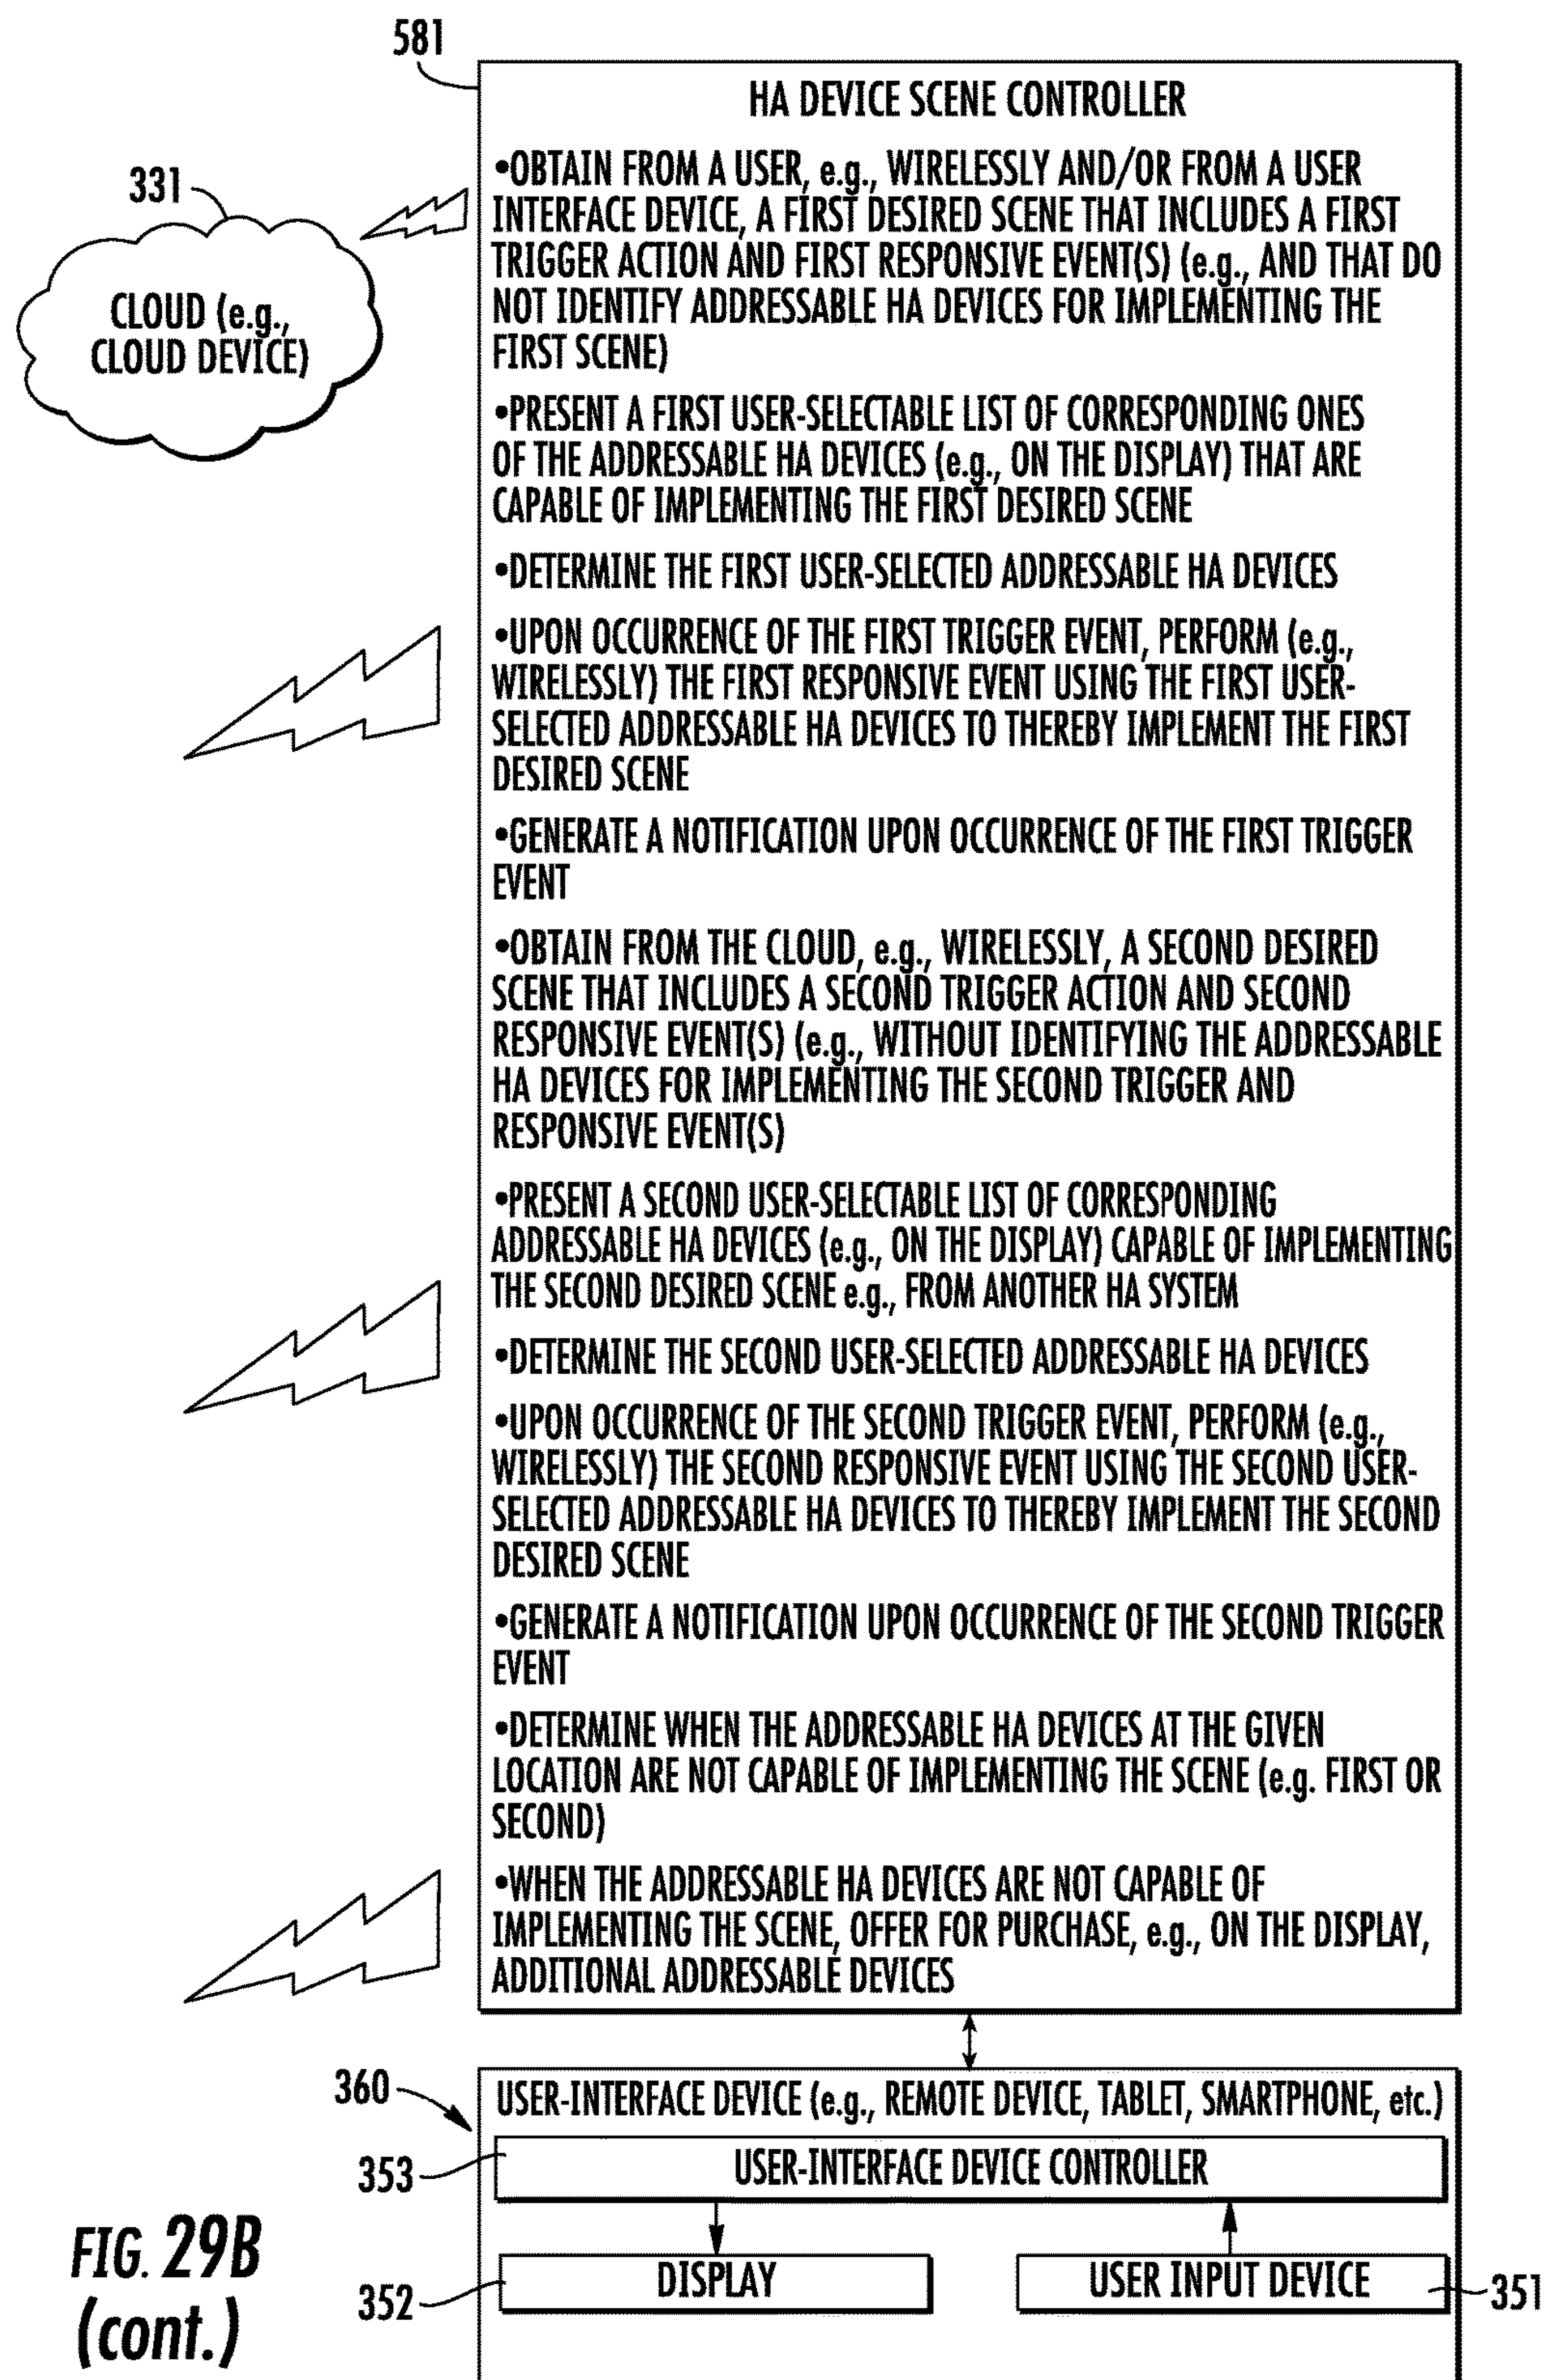 581
HA DEVICE SCENE CONTROLLER
•OBTAIN FROM A USER, e.g., WIRELESSLY AND/OR FROM A USER
INTERFACE DEVICE, A FIRST DESIRED SCENE THAT INCLUDES A FIRST
TRIGGER ACTION AND FIRST RESPONSIVE EVENT(S) (e.g., AND THAT DO
NOT IDENTIFY ADDRESSABLE HA DEVICES FOR IMPLEMENTING THE
FIRST SCENE)
331
CLOUD (e.g.,
CLOUD DEVICE)
•PRESENT A FIRST USER-SELECTABLE LIST OF CORRESPONDING ONES
OF THE ADDRESSABLE HA DEVICES (e.g., ON THE DISPLAY) THAT ARE
CAPABLE OF IMPLEMENTING THE FIRST DESIRED SCENE
•DETERMINE THE FIRST USER-SELECTED ADDRESSABLE HA DEVICES
•UPON OCCURRENCE OF THE FIRST TRIGGER EVENT, PERFORM (e.g.,
WIRELESSLY) THE FIRST RESPONSIVE EVENT USING THE FIRST USER-
SELECTED ADDRESSABLE HA DEVICES TO THEREBY IMPLEMENT THE FIRST
DESIRED SCENE
•GENERATE A NOTIFICATION UPON OCCURRENCE OF THE FIRST TRIGGER
EVENT
•OBTAIN FROM THE CLOUD, e.g., WIRELESSLY, A SECOND DESIRED
SCENE THAT INCLUDES A SECOND TRIGGER ACTION AND SECOND
RESPONSIVE EVENT(S) (e.g., WITHOUT IDENTIFYING THE ADDRESSABLE
HA DEVICES FOR IMPLEMENTING THE SECOND TRIGGER AND
RESPONSIVE EVENT(S)
•PRESENT A SECOND USER-SELECTABLE LIST OF CORRESPONDING
ADDRESSABLE HA DEVICES (e.g., ON THE DISPLAY) CAPABLE OF IMPLEMENTING
THE SECOND DESIRED SCENE e.g., FROM ANOTHER HA SYSTEM
•DETERMINE THE SECOND USER-SELECTED ADDRESSABLE HA DEVICES
•UPON OCCURRENCE OF THE SECOND TRIGGER EVENT, PERFORM (e.g.,
WIRELESSLY) THE SECOND RESPONSIVE EVENT USING THE SECOND USER-
SELECTED ADDRESSABLE HA DEVICES TO THEREBY IMPLEMENT THE SECOND
DESIRED SCENE
•GENERATE A NOTIFICATION UPON OCCURRENCE OF THE SECOND TRIGGER
EVENT
•DETERMINE WHEN THE ADDRESSABLE HA DEVICES AT THE GIVEN
LOCATION ARE NOT CAPABLE OF IMPLEMENTING THE SCENE (e.g. FIRST OR
SECOND)
•WHEN THE ADDRESSABLE HA DEVICES ARE NOT CAPABLE OF
IMPLEMENTING THE SCENE, OFFER FOR PURCHASE, e.g., ON THE DISPLAY,
ADDITIONAL ADDRESSABLE DEVICES
360
USER-INTERFACE DEVICE (e.g., REMOTE DEVICE, TABLET, SMARTPHONE, etc.)
353
USER-INTERFACE DEVICE CONTROLLER
352
DISPLAY
USER INPUT DEVICE
351
FIG. 29B
(cont.)